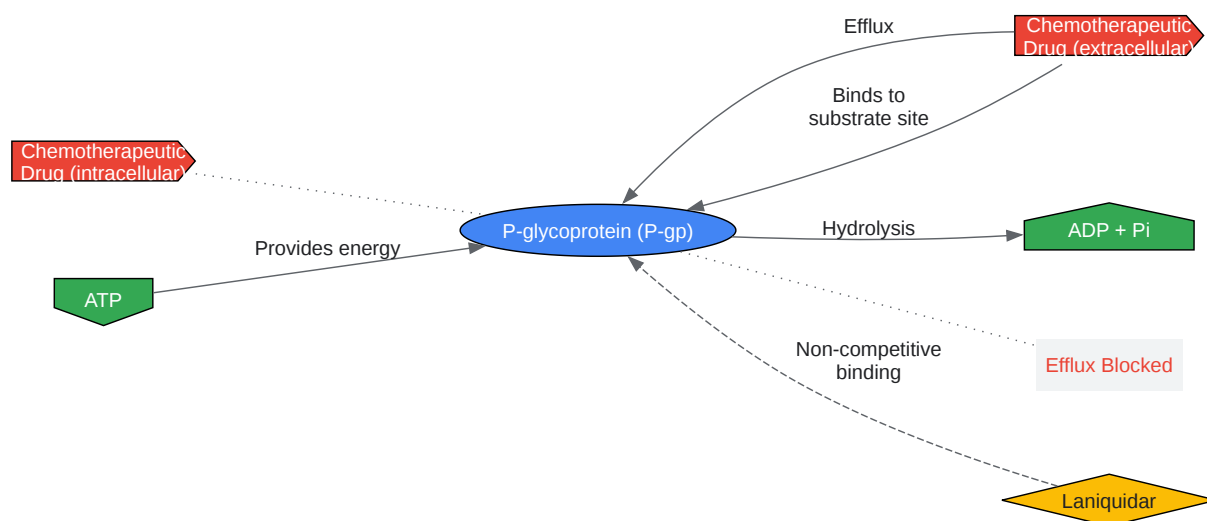 Efflux
Chemotherapeutic
Drug (extracellular)
Binds to
substrate site
Chemotherapeutic
Drug (intracellular)
P-glycoprotein (P-gp)
Hydrolysis
ADP + Pi
Provides energy
ATP
Non-competitive
binding
Efflux Blocked
Laniquidar